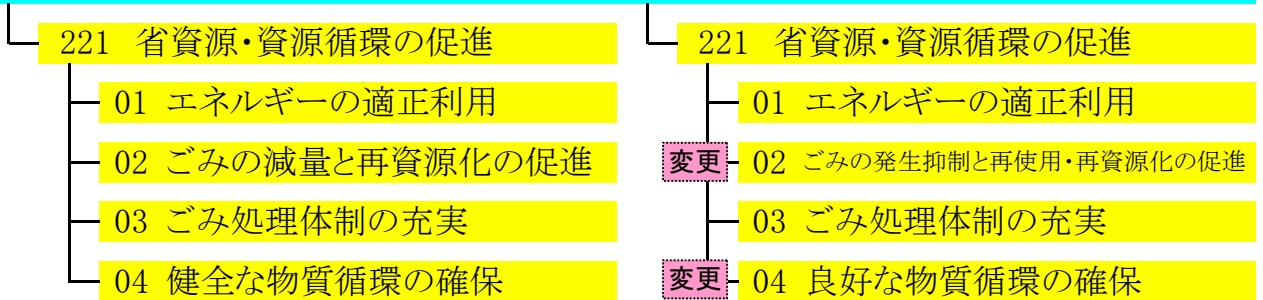 221 省資源・資源循環の促進
01 エネルギーの適正利用
02 ごみの減量と再資源化の促進
03 ごみ処理体制の充実
04 健全な物質循環の確保
221 省資源・資源循環の促進
01 エネルギーの適正利用
変更 02 ごみの発生抑制と再使用・再資源化の促進
03 ごみ処理体制の充実
変更 04 良好な物質循環の確保